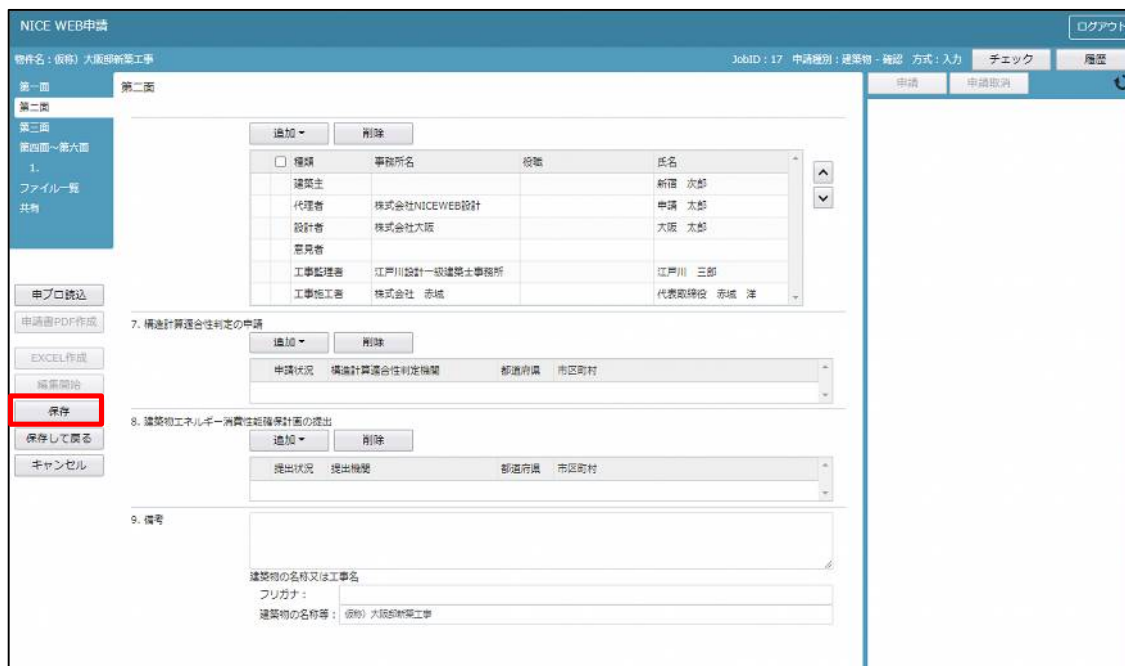 NICE WEB申請
ログアウト
物件名：仮称）大阪邸新築工事
JobID：17 申請種別：建築物 - 確認 方式：入力 チェック 履歴
申請 申請取消
第一面
第二面
第三面
第四面～第六面
1.
ファイル一覧
共有
申プロ読込
申請書PDF作成
EXCEL作成
編集開始
保存
保存して戻る
キャンセル
第二面
追加 削除
種類 事務所名 役職 氏名
建築主 新宿 次郎
代理者 株式会社NICEWEB設計 申請 太郎
設計者 株式会社大阪 大阪 太郎
意見者
工事監理者 江戸川設計一級建築士事務所 江戸川 三郎
工事施工者 株式会社 赤城 代表取締役 赤城 洋
7. 構造計算適合性判定の申請
追加 削除
申請状況 構造計算適合性判定機関 都道府県 市区町村
8. 建築物エネルギー消費性能確保計画の提出
追加 削除
提出状況 提出機関 都道府県 市区町村
9. 備考
建築物の名称又は工事名
フリガナ：
建築物の名称等： 仮称）大阪邸新築工事